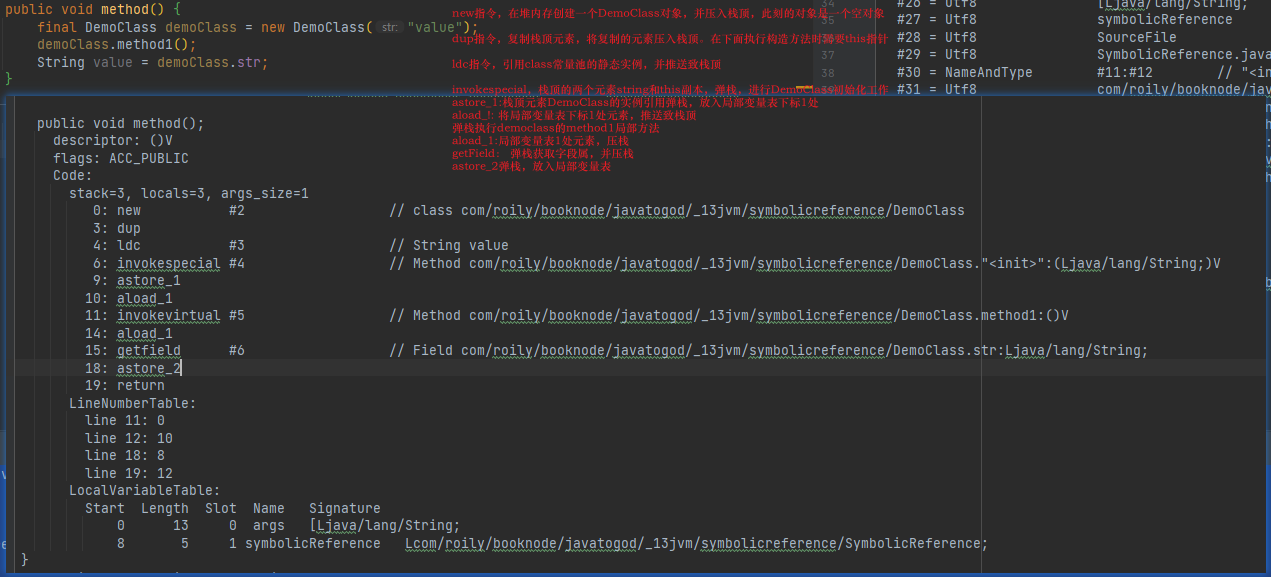 public void method() {
final DemoClass demoClass = new DemoClass( str: "value");
demoClass.method1();
String value = demoClass.str;
}
new指令，在堆内存创建一个DemoClass对象，并压入栈顶，此刻的对象是一个空对象
dup指令，复制栈顶元素，将复制的元素压入栈顶。在下面执行构造方法时需要this指针
ldc指令，引用class常量池的静态实例，并推送致栈顶
invokespecial，栈顶的两个元素string和this副本，弹栈，进行DemoClass初始化工作
astore_1:栈顶元素DemoClass的实例引用弹栈，放入局部变量表下标1处
aload_1: 将局部变量表下标1处元素，推送致栈顶
弹栈执行democlass的method1局部方法
aload_1:局部变量表1处元素，压栈
getField： 弹栈获取字段属，并压栈
astore_2弹栈，放入局部变量表
34 #26 = Utf8 [Ljava/lang/String;
35 #27 = Utf8 symbolicReference
36 #28 = Utf8 SourceFile
37 #29 = Utf8 SymbolicReference.java
38 #30 = NameAndType #11:#12 // "<in
39 #31 = Utf8 com/roily/booknode/jav
public void method();
descriptor: ()V
flags: ACC_PUBLIC
Code:
stack=3, locals=3, args_size=1
0: new #2 // class com/roily/booknode/javatogod/_13jvm/symbolicreference/DemoClass
3: dup
4: ldc #3 // String value
6: invokespecial #4 // Method com/roily/booknode/javatogod/_13jvm/symbolicreference/DemoClass."<init>":(Ljava/lang/String;)V
9: astore_1
10: aload_1
11: invokevirtual #5 // Method com/roily/booknode/javatogod/_13jvm/symbolicreference/DemoClass.method1:()V
14: aload_1
15: getfield #6 // Field com/roily/booknode/javatogod/_13jvm/symbolicreference/DemoClass.str:Ljava/lang/String;
18: astore_2
19: return
LineNumberTable:
line 11: 0
line 12: 10
line 18: 8
line 19: 12
LocalVariableTable:
Start Length Slot Name Signature
0 13 0 args [Ljava/lang/String;
8 5 1 symbolicReference Lcom/roily/booknode/javatogod/_13jvm/symbolicreference/SymbolicReference;
}